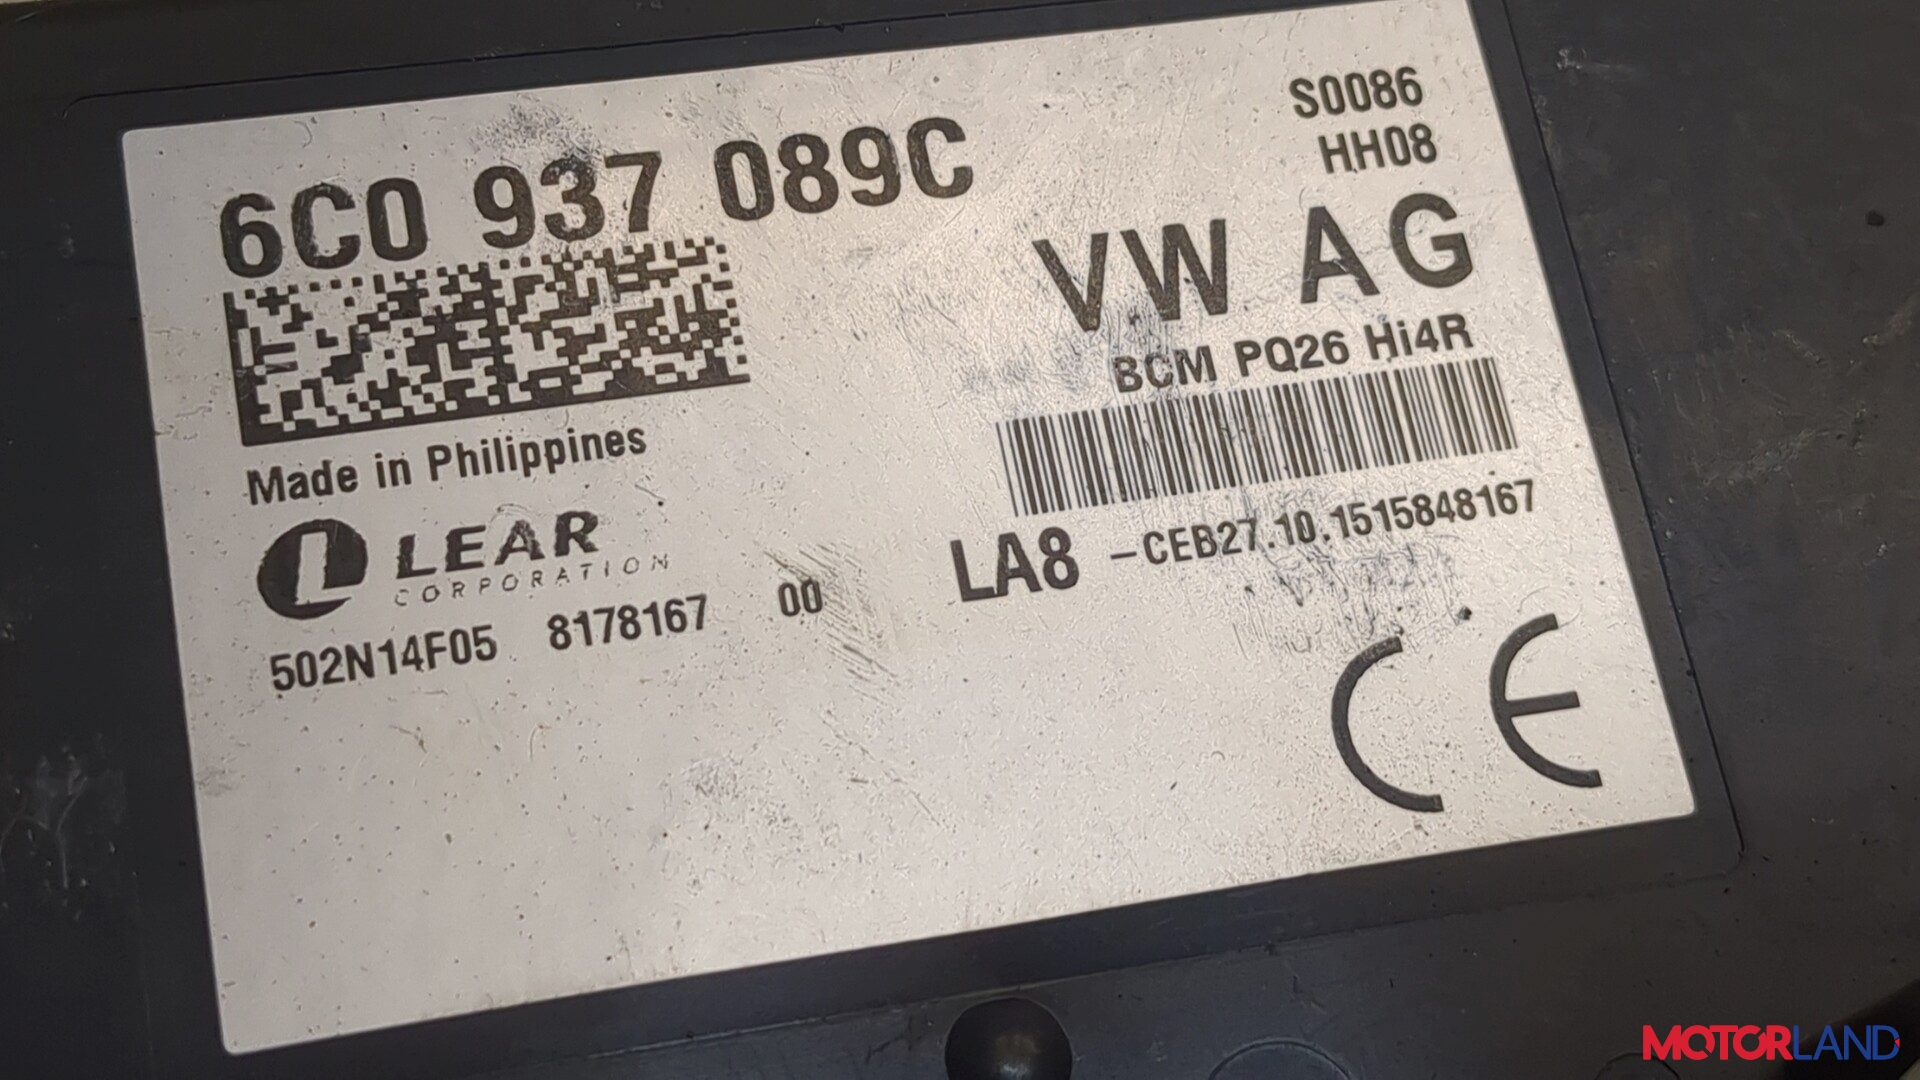 6C0 937 089C
S0086
HH08
VW AG
BCM PQ26 Hi4R
Made in Philippines
LEAR
CORPORATION
502N14F05 8178167 00
LA8 -CEB27.10.1515848167
CE
MOTORLAND